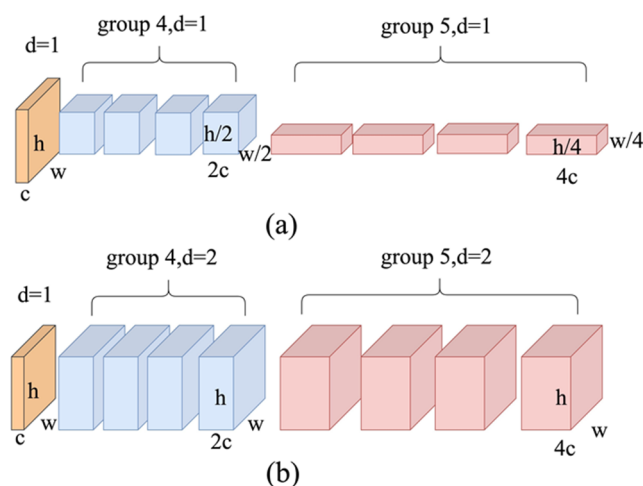 group 4,d=1
group 5,d=1
d=1
h
h/2
w/2
h/4
w/4
w
2c
4c
c
(a)
group 4,d=2
group 5,d=2
d=1
h
h
h
w
w
w
c
2c
4c
(b)